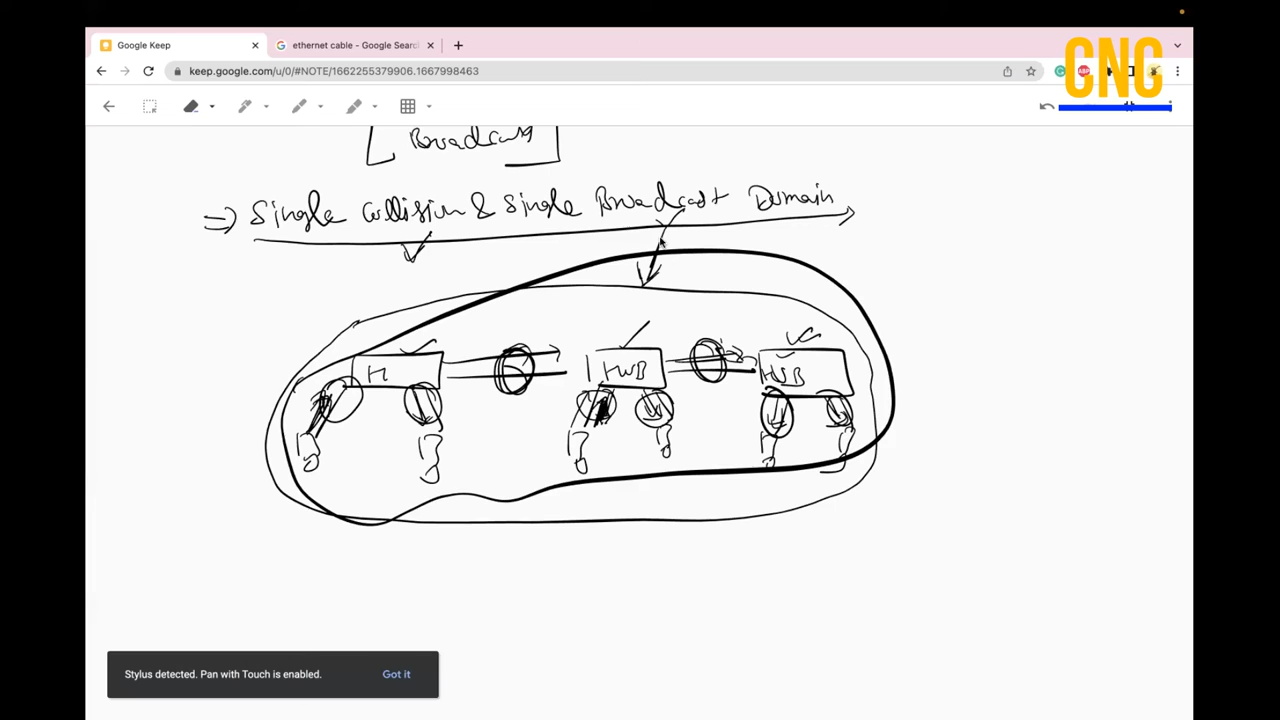 Google Keep
ethernet cable - Google Searc
CNC
keep.google.com/u/0/#NOTE/1662255379906.1667998463
Broadcast
=> Single Collision & Single Broadcast Domain
H
HUB
HUB
Stylus detected. Pan with Touch is enabled.
Got it